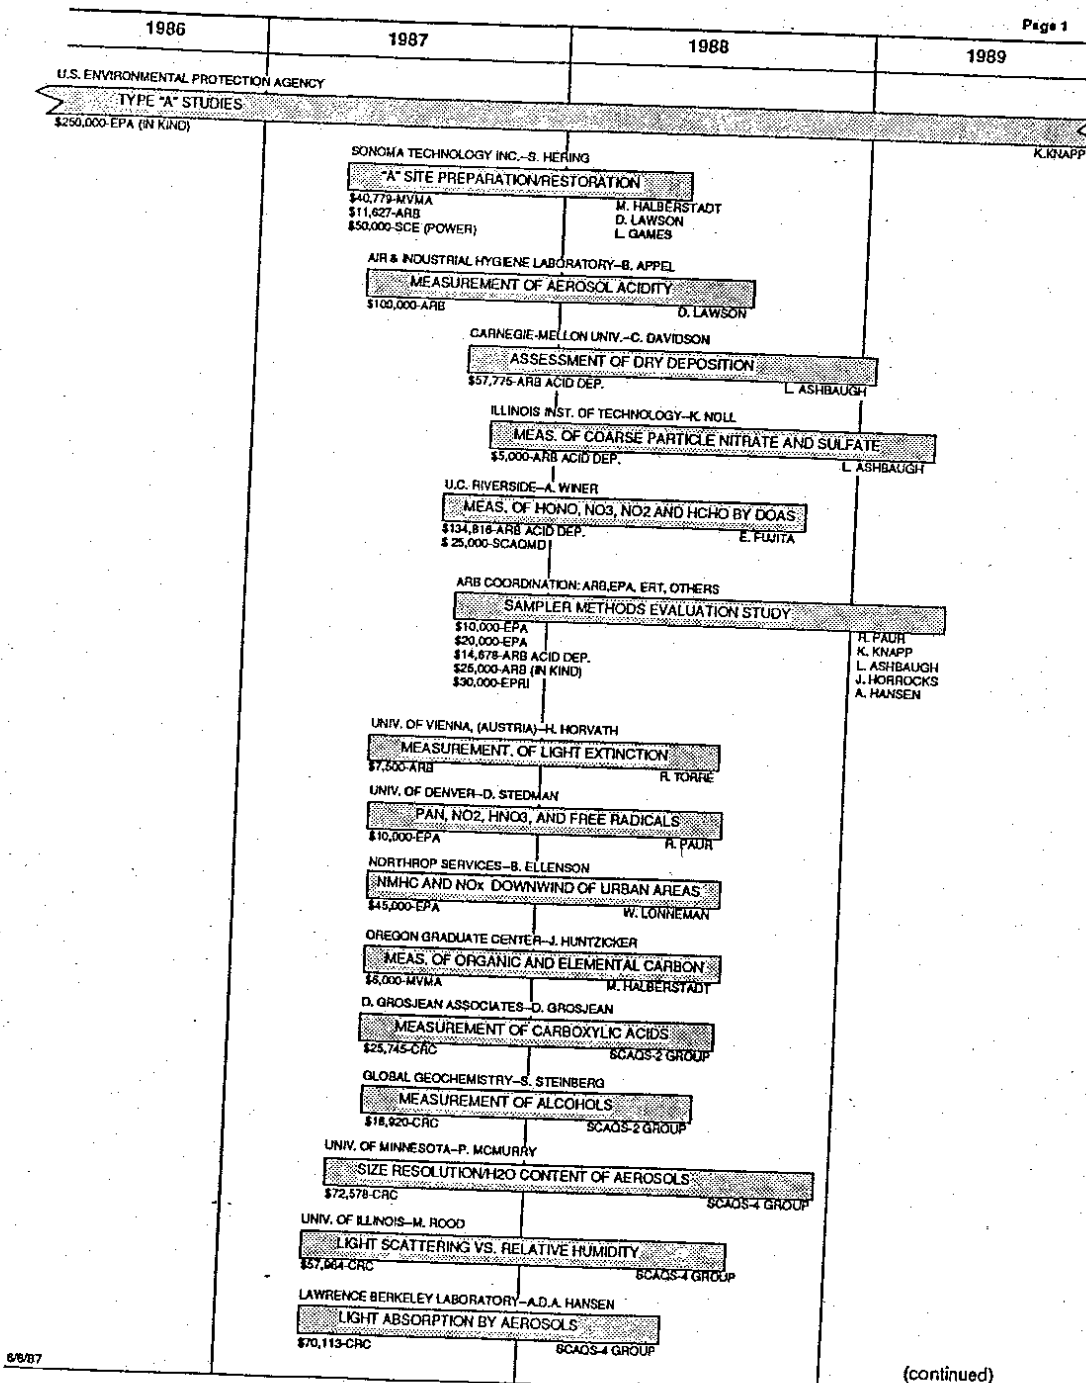 Page 1
1986 1987 1988 1989
U.S. ENVIRONMENTAL PROTECTION AGENCY
TYPE "A" STUDIES
$250,000-EPA (IN KIND)
K.KNAPP
SONOMA TECHNOLOGY INC.–S. HERING
"A" SITE PREPARATION/RESTORATION
$40,779-MVMA
$11,627-ARB
$50,000-SCE (POWER)
M. HALBERSTADT
D. LAWSON
L. GAMES
AIR & INDUSTRIAL HYGIENE LABORATORY–B. APPEL
MEASUREMENT OF AEROSOL ACIDITY
$100,000-ARB
D. LAWSON
CARNEGIE-MELLON UNIV.–C. DAVIDSON
ASSESSMENT OF DRY DEPOSITION
$57,775-ARB ACID DEP.
L. ASHBAUGH
ILLINOIS INST. OF TECHNOLOGY–K. NOLL
MEAS. OF COARSE PARTICLE NITRATE AND SULFATE
$5,000-ARB ACID DEP.
L. ASHBAUGH
U.C. RIVERSIDE–A. WINER
MEAS. OF HONO, NO3, NO2 AND HCHO BY DOAS
$134,816-ARB ACID DEP.
$ 25,000-SCAQMD
E. FUJITA
ARB COORDINATION: ARB,EPA, ERT, OTHERS
SAMPLER METHODS EVALUATION STUDY
$10,000-EPA
$20,000-EPA
$14,678-ARB ACID DEP.
$25,000-ARB (IN KIND)
$30,000-EPRI
R. PAUR
K. KNAPP
L. ASHBAUGH
J. HORROCKS
A. HANSEN
UNIV. OF VIENNA, (AUSTRIA)–H. HORVATH
MEASUREMENT. OF LIGHT EXTINCTION
$7,500-ARB
R. TORRE
UNIV. OF DENVER–D. STEDMAN
PAN, NO2, HNO3, AND FREE RADICALS
$10,000-EPA
R. PAUR
NORTHROP SERVICES–B. ELLENSON
NMHC AND NOx DOWNWIND OF URBAN AREAS
$45,000-EPA
W. LONNEMAN
OREGON GRADUATE CENTER–J. HUNTZICKER
MEAS. OF ORGANIC AND ELEMENTAL CARBON
$6,000-MVMA
M. HALBERSTADT
D. GROSJEAN ASSOCIATES–D. GROSJEAN
MEASUREMENT OF CARBOXYLIC ACIDS
$25,745-CRC
SCAQS-2 GROUP
GLOBAL GEOCHEMISTRY–S. STEINBERG
MEASUREMENT OF ALCOHOLS
$16,920-CRC
SCAQS-2 GROUP
UNIV. OF MINNESOTA–P. MCMURRY
SIZE RESOLUTION/H2O CONTENT OF AEROSOLS
$72,578-CRC
SCAQS-4 GROUP
UNIV. OF ILLINOIS–M. ROOD
LIGHT SCATTERING VS. RELATIVE HUMIDITY
$57,964-CRC
SCAQS-4 GROUP
LAWRENCE BERKELEY LABORATORY–A.D.A. HANSEN
LIGHT ABSORPTION BY AEROSOLS
$70,113-CRC
SCAQS-4 GROUP
6/6/87
(continued)